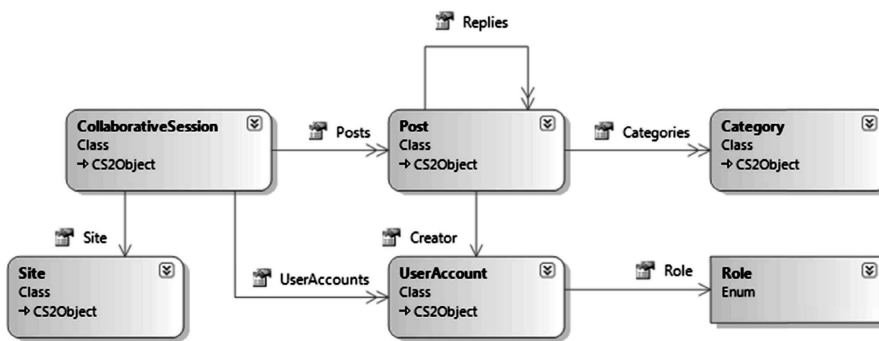 Replies
CollaborativeSession
Class
→ CS2Object
Posts
Post
Class
→ CS2Object
Categories
Category
Class
→ CS2Object
Site
Creator
Site
Class
→ CS2Object
UserAccounts
UserAccount
Class
→ CS2Object
Role
Role
Enum